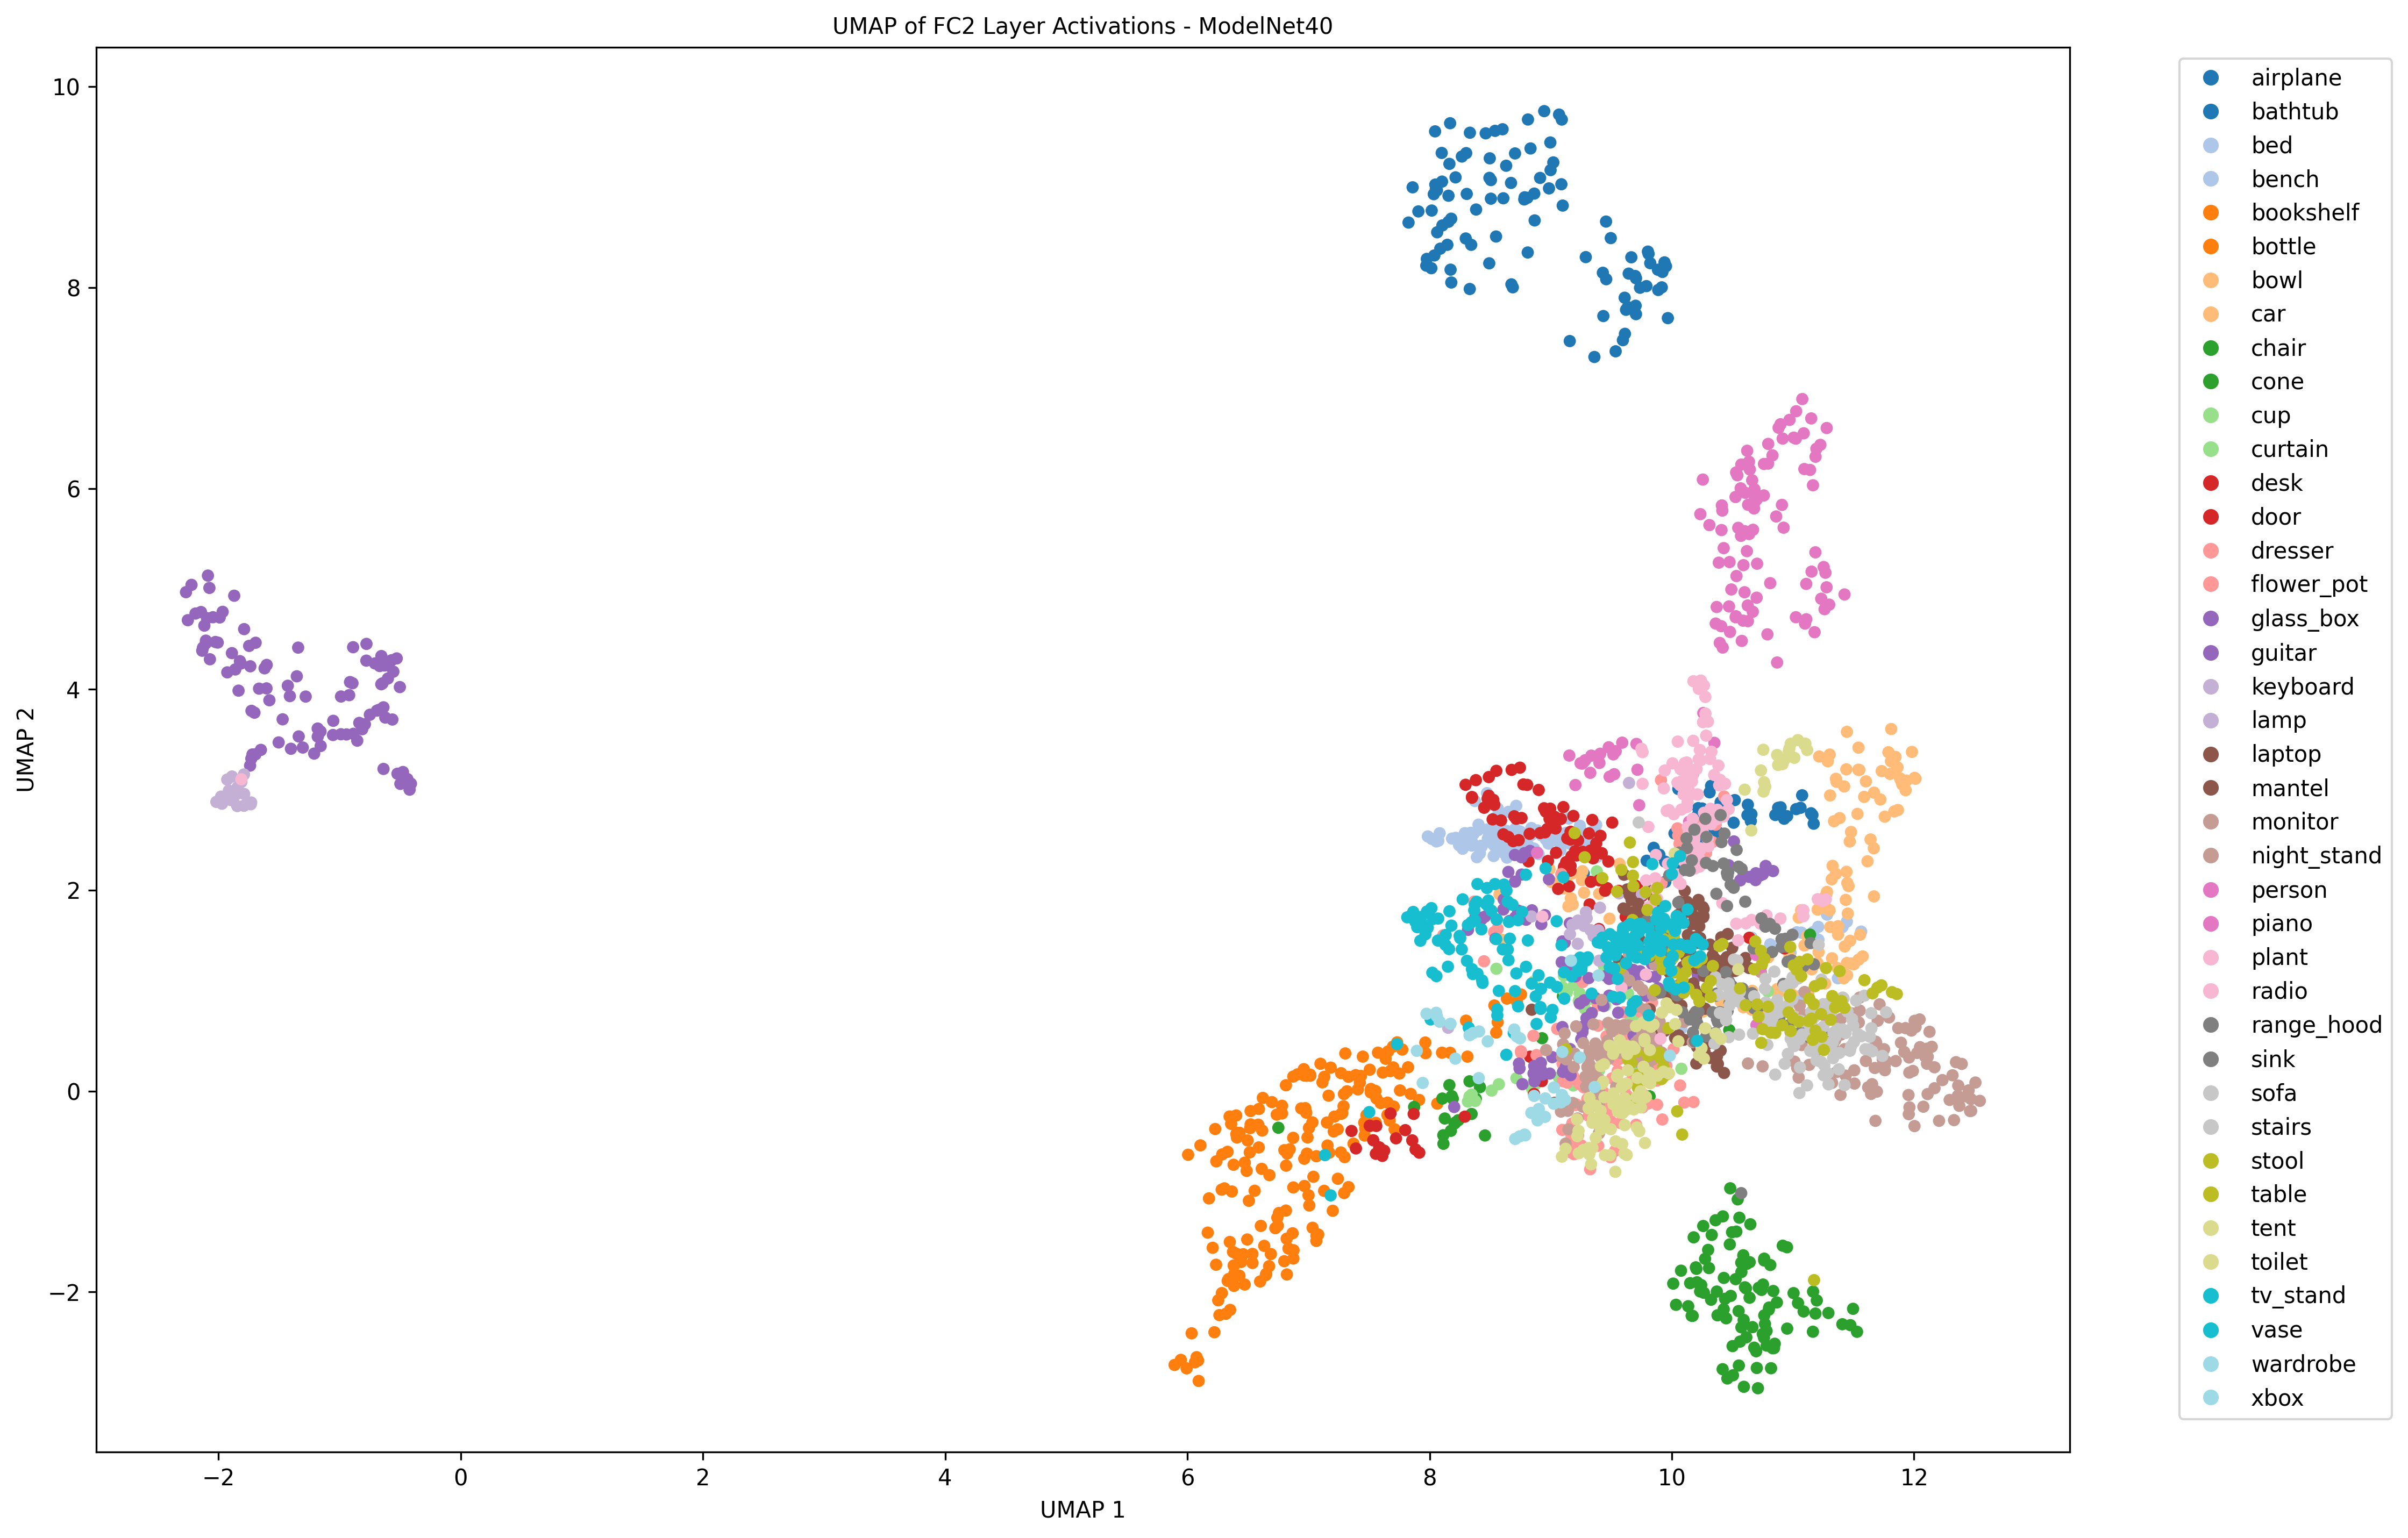 UMAP of FC2 Layer Activations - ModelNet40
10
8
6
4
2
0
−2
UMAP 2
−2
0
2
4
6
8
10
12
UMAP 1
airplane
bathtub
bed
bench
bookshelf
bottle
bowl
car
chair
cone
cup
curtain
desk
door
dresser
flower_pot
glass_box
guitar
keyboard
lamp
laptop
mantel
monitor
night_stand
person
piano
plant
radio
range_hood
sink
sofa
stairs
stool
table
tent
toilet
tv_stand
vase
wardrobe
xbox